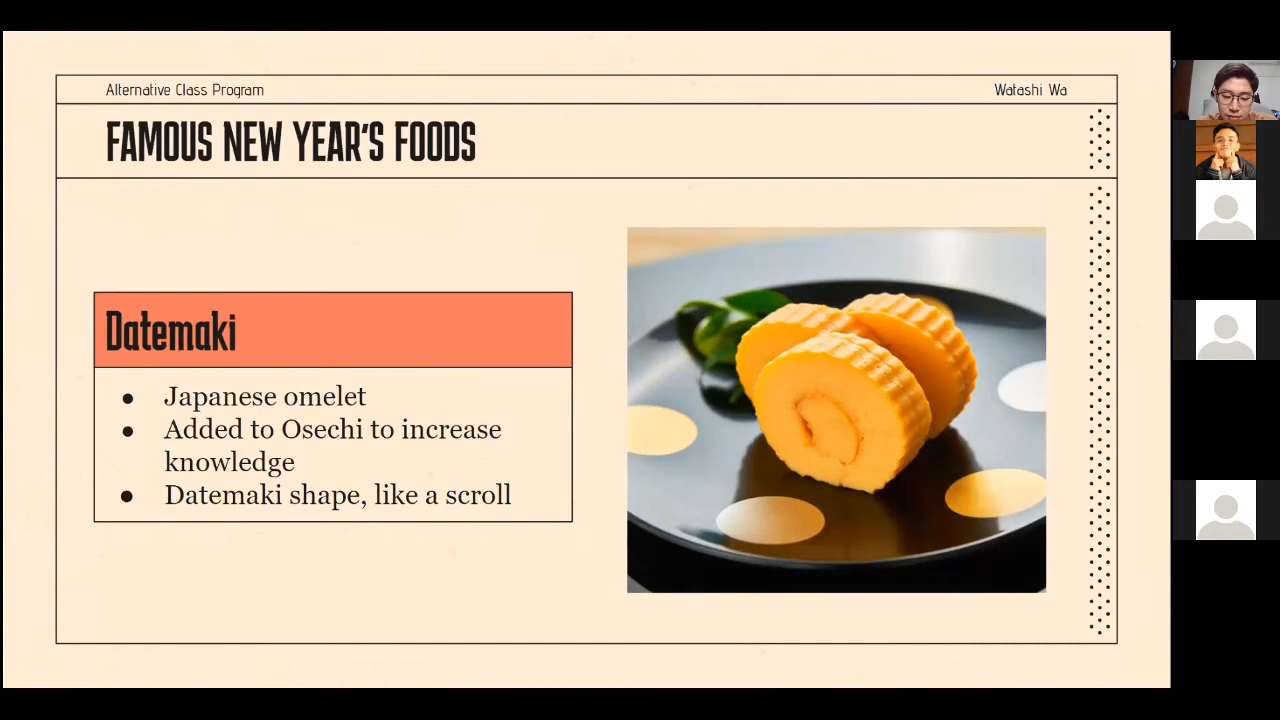 Alternative Class Program
Watashi Wa
FAMOUS NEW YEAR'S FOODS
Datemaki
● Japanese omelet
● Added to Osechi to increase
knowledge
● Datemaki shape, like a scroll